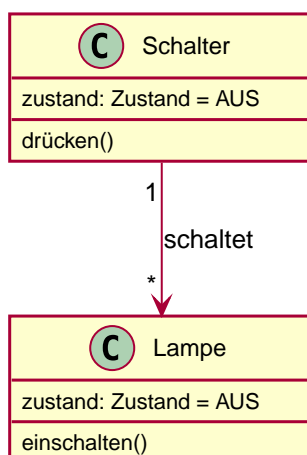 C Schalter
zustand: Zustand = AUS
drücken()
1
schaltet
*
C Lampe
zustand: Zustand = AUS
einschalten()